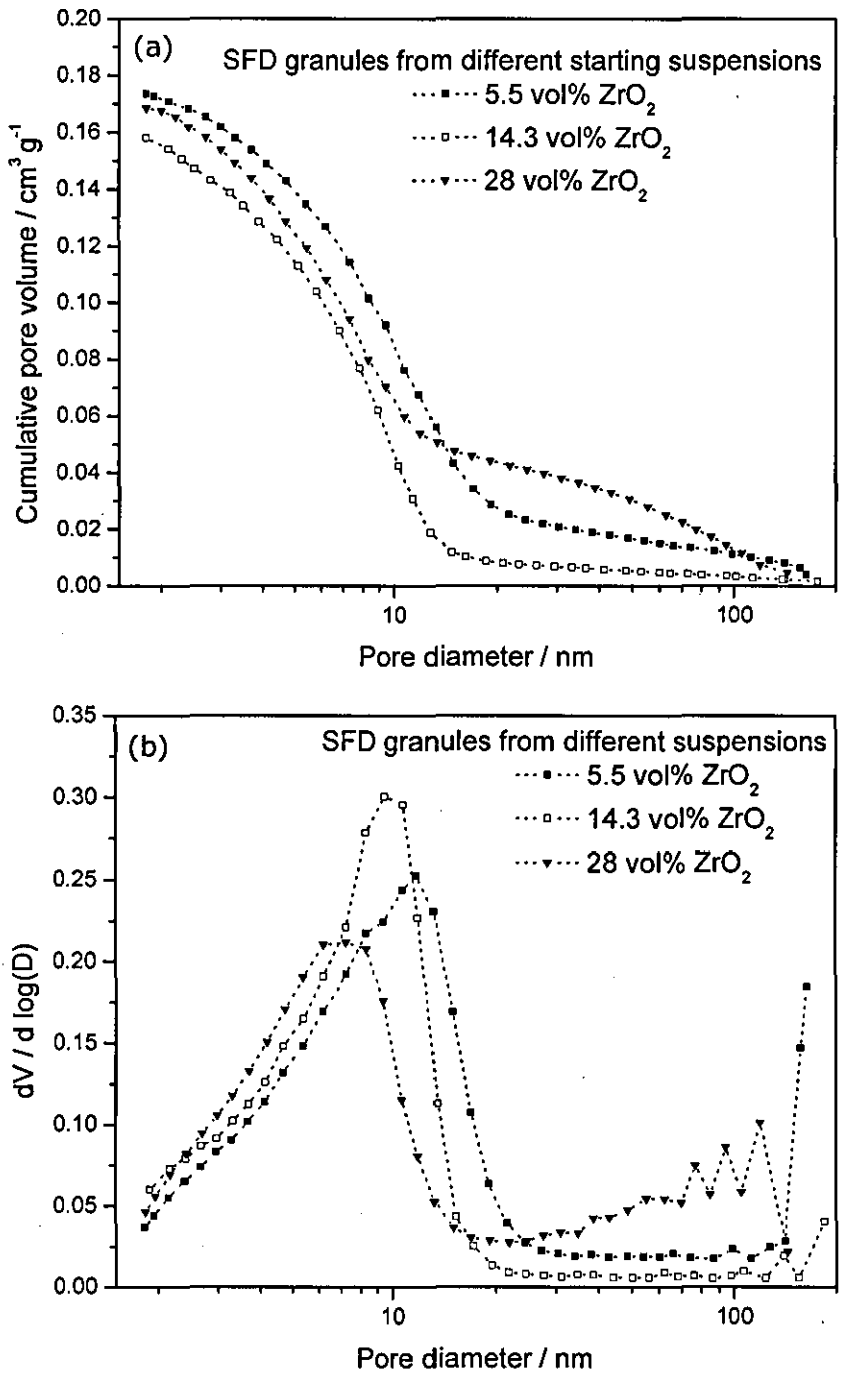 (a)
SFD granules from different starting suspensions
5.5 vol% ZrO₂
14.3 vol% ZrO₂
28 vol% ZrO₂
0.20
0.18
0.16
0.14
0.12
0.10
0.08
0.06
0.04
0.02
0.00
Cumulative pore volume / cm³ g⁻¹
10
100
Pore diameter / nm
(b)
SFD granules from different suspensions
5.5 vol% ZrO₂
14.3 vol% ZrO₂
28 vol% ZrO₂
0.35
0.30
0.25
0.20
0.15
0.10
0.05
0.00
dV / d log(D)
10
100
Pore diameter / nm